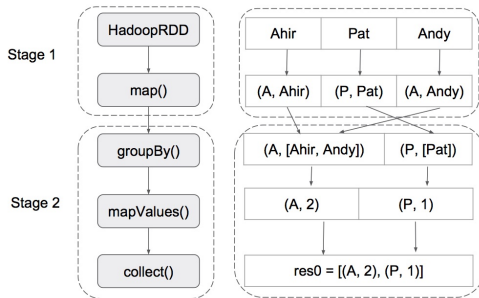 Stage 1
HadoopRDD
map()
Ahir Pat Andy
(A, Ahir) (P, Pat) (A, Andy)
Stage 2
groupBy()
mapValues()
collect()
(A, [Ahir, Andy]) (P, [Pat])
(A, 2) (P, 1)
res0 = [(A, 2), (P, 1)]